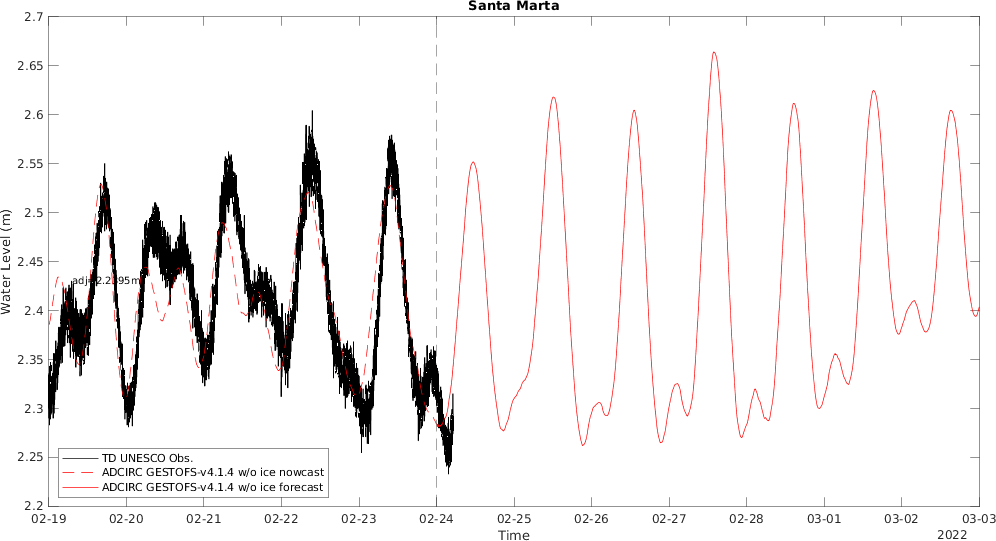 Santa Marta
2.7
2.65
2.6
2.55
2.5
2.45
2.4
2.35
2.3
2.25
2.2
Water Level (m)
TD UNESCO Obs.
ADCIRC GESTOFS-v4.1.4 w/o ice nowcast
ADCIRC GESTOFS-v4.1.4 w/o ice forecast
02-19 02-20 02-21 02-22 02-23 02-24 02-25 02-26 02-27 02-28 03-01 03-02 03-03
Time
2022